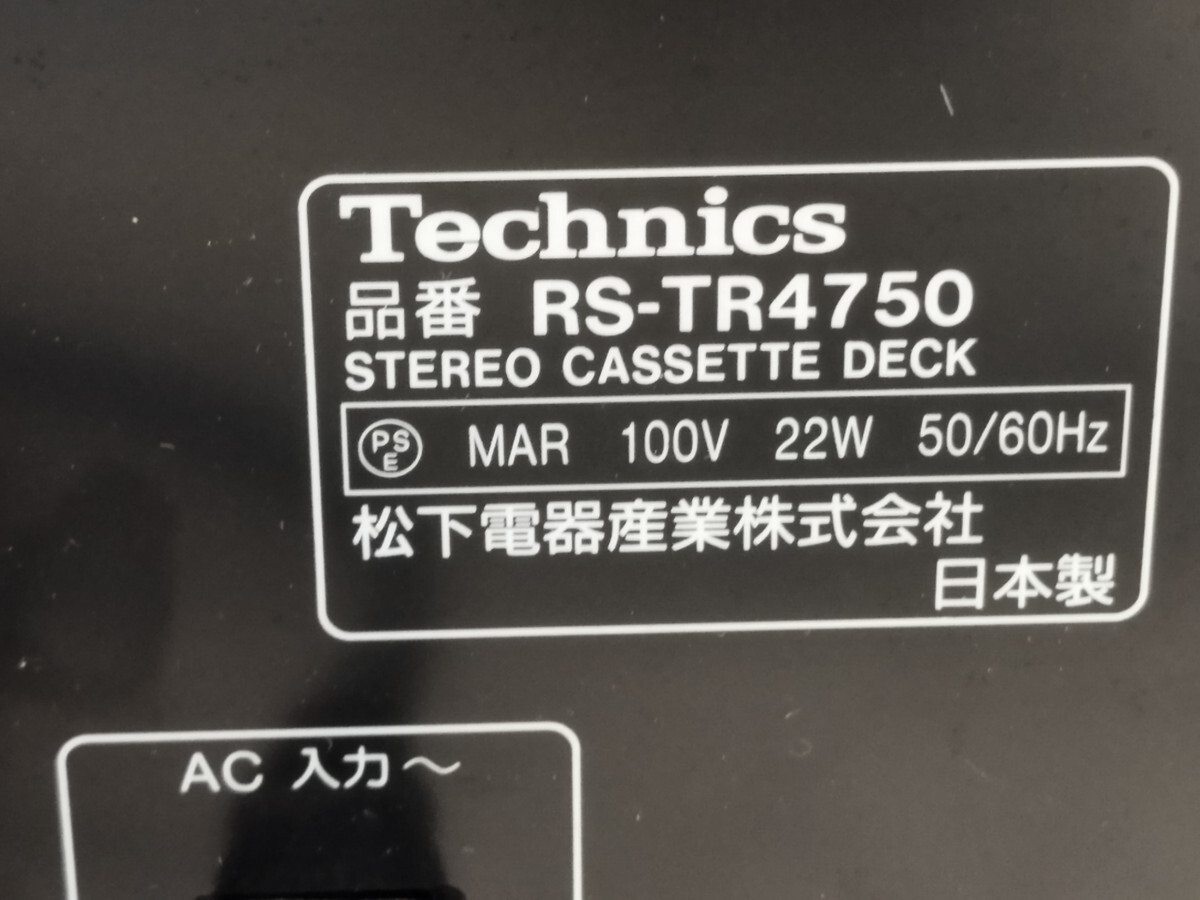 Technics
品番 RS-TR4750
STEREO CASSETTE DECK
PSE MAR 100V 22W 50/60Hz
松下電器産業株式会社
日本製
AC 入力～